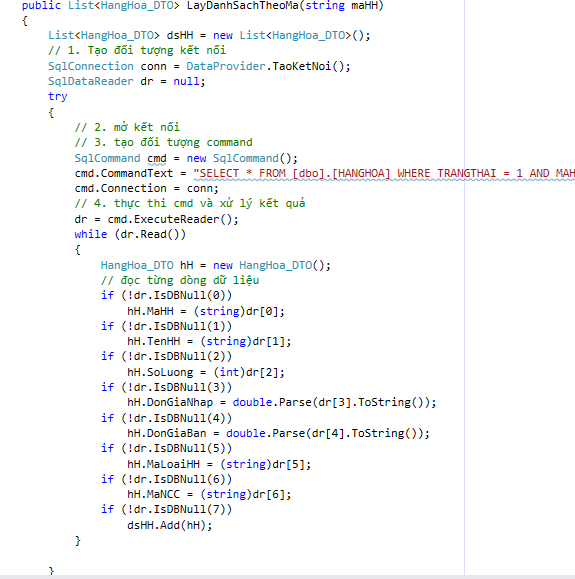 public List<HangHoa_DTO> LayDanhSachTheoMa(string maHH)
{
List<HangHoa_DTO> dsHH = new List<HangHoa_DTO>();
// 1. Tạo đối tượng kết nối
SqlConnection conn = DataProvider.TaoKetNoi();
SqlDataReader dr = null;
try
{
// 2. mở kết nối
// 3. tạo đối tượng command
SqlCommand cmd = new SqlCommand();
cmd.CommandText = "SELECT * FROM [dbo].[HANGHOA] WHERE TRANGTHAI = 1 AND MAH
cmd.Connection = conn;
// 4. thực thi cmd và xử lý kết quả
dr = cmd.ExecuteReader();
while (dr.Read())
{
HangHoa_DTO hH = new HangHoa_DTO();
// đọc từng dòng dữ liệu
if (!dr.IsDBNull(0))
hH.MaHH = (string)dr[0];
if (!dr.IsDBNull(1))
hH.TenHH = (string)dr[1];
if (!dr.IsDBNull(2))
hH.SoLuong = (int)dr[2];
if (!dr.IsDBNull(3))
hH.DonGiaNhap = double.Parse(dr[3].ToString());
if (!dr.IsDBNull(4))
hH.DonGiaBan = double.Parse(dr[4].ToString());
if (!dr.IsDBNull(5))
hH.MaLoaiHH = (string)dr[5];
if (!dr.IsDBNull(6))
hH.MaNCC = (string)dr[6];
if (!dr.IsDBNull(7))
dsHH.Add(hH);
}
}